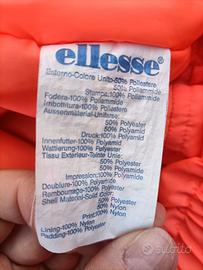 ellesse
Esterno-Colore Unito-50% Poliestere
50% Poliammide
Stampa: 100% Poliammide
Fodera-100% Poliammide
Imbottitura-100% Poliestere
Aussenmaterial-Uniforme:
50% Polyester
50% Polyamid
Druck:100% Polyamid
Innenfutter-100% Polyamid
Wattierung-100% Polyester
Tissu Exterieur-Teinte Unie:
50% Polyester
50% Polyamide
Impression:100% Polyamide
Doublure-100% Polyamide
Rembourrage-100% Polyester
Shell Material-Solid Color:
50% Polyester
50% Nylon
Print:100% Nylon
Lining-100% Nylon
Padding-100% Polyester
subito